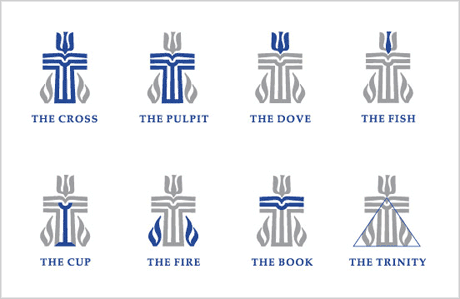 THE CROSS
THE PULPIT
THE DOVE
THE FISH
THE CUP
THE FIRE
THE BOOK
THE TRINITY